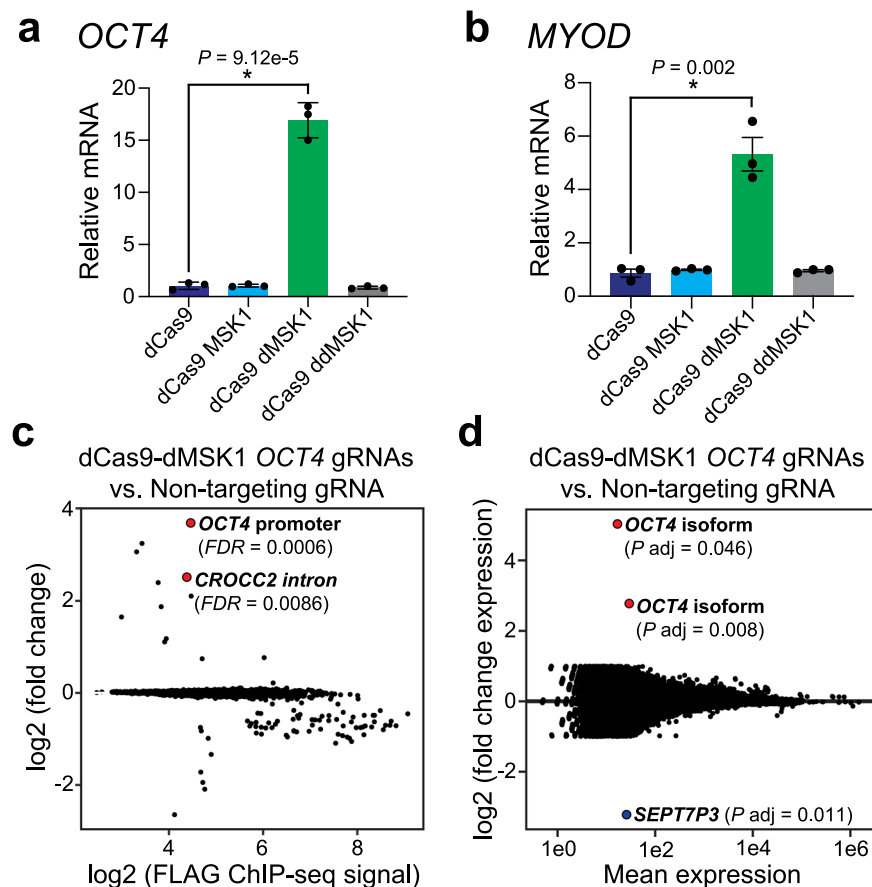 a OCT4
P = 9.12e-5
*
Relative mRNA
20
15
10
5
0
dCas9
dCas9 MSK1
dCas9 dMSK1
dCas9 ddMSK1
b MYOD
P = 0.002
*
Relative mRNA
8
6
4
2
0
dCas9
dCas9 MSK1
dCas9 dMSK1
dCas9 ddMSK1
c
dCas9-dMSK1 OCT4 gRNAs
vs. Non-targeting gRNA
log2 (fold change)
4
2
0
-2
OCT4 promoter
(FDR = 0.0006)
CROCC2 intron
(FDR = 0.0086)
4 6 8
log2 (FLAG ChIP-seq signal)
d
dCas9-dMSK1 OCT4 gRNAs
vs. Non-targeting gRNA
log2 (fold change expression)
4
2
0
-2
OCT4 isoform
(P adj = 0.046)
OCT4 isoform
(P adj = 0.008)
SEPT7P3 (P adj = 0.011)
1e0 1e2 1e4 1e6
Mean expression